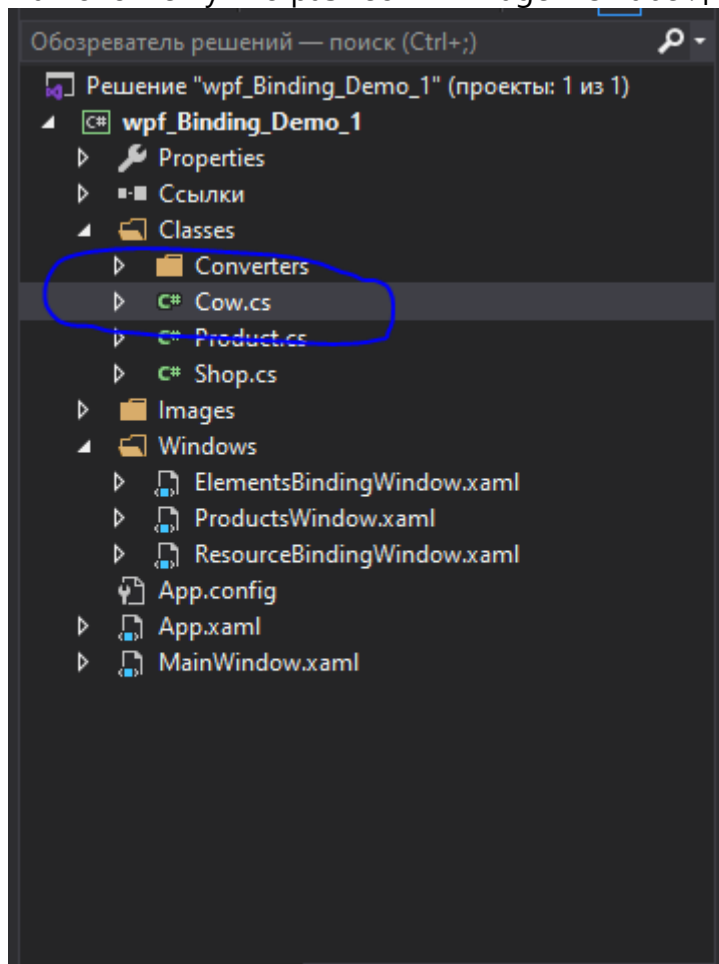 Обозреватель решений — поиск (Ctrl+;)
Решение "wpf_Binding_Demo_1" (проекты: 1 из 1)
C# wpf_Binding_Demo_1
Properties
Ссылки
Classes
Converters
C# Cow.cs
C# Product.cs
C# Shop.cs
Images
Windows
ElementsBindingWindow.xaml
ProductsWindow.xaml
ResourceBindingWindow.xaml
App.config
App.xaml
MainWindow.xaml